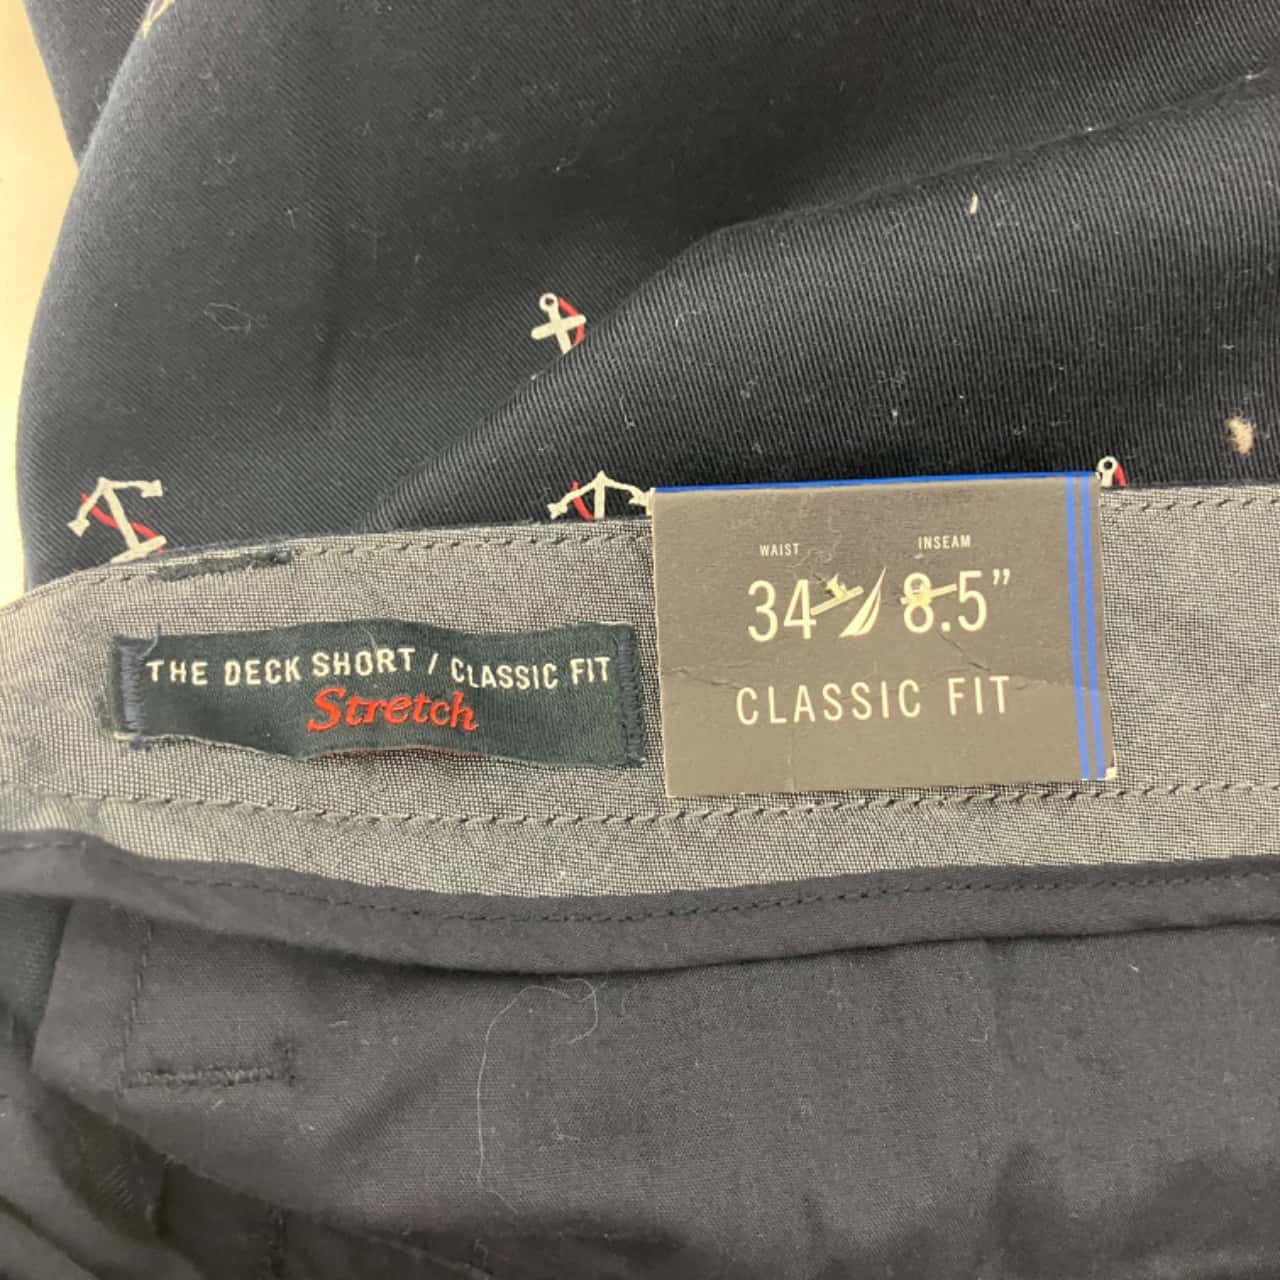 THE DECK SHORT / CLASSIC FIT
Stretch
WAIST INSEAM
34 8.5”
CLASSIC FIT